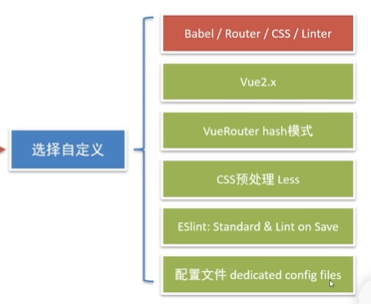 Babel / Router / CSS / Linter
Vue2.x
VueRouter hash模式
选择自定义
CSS预处理 Less
ESlint: Standard & Lint on Save
配置文件 dedicated config files